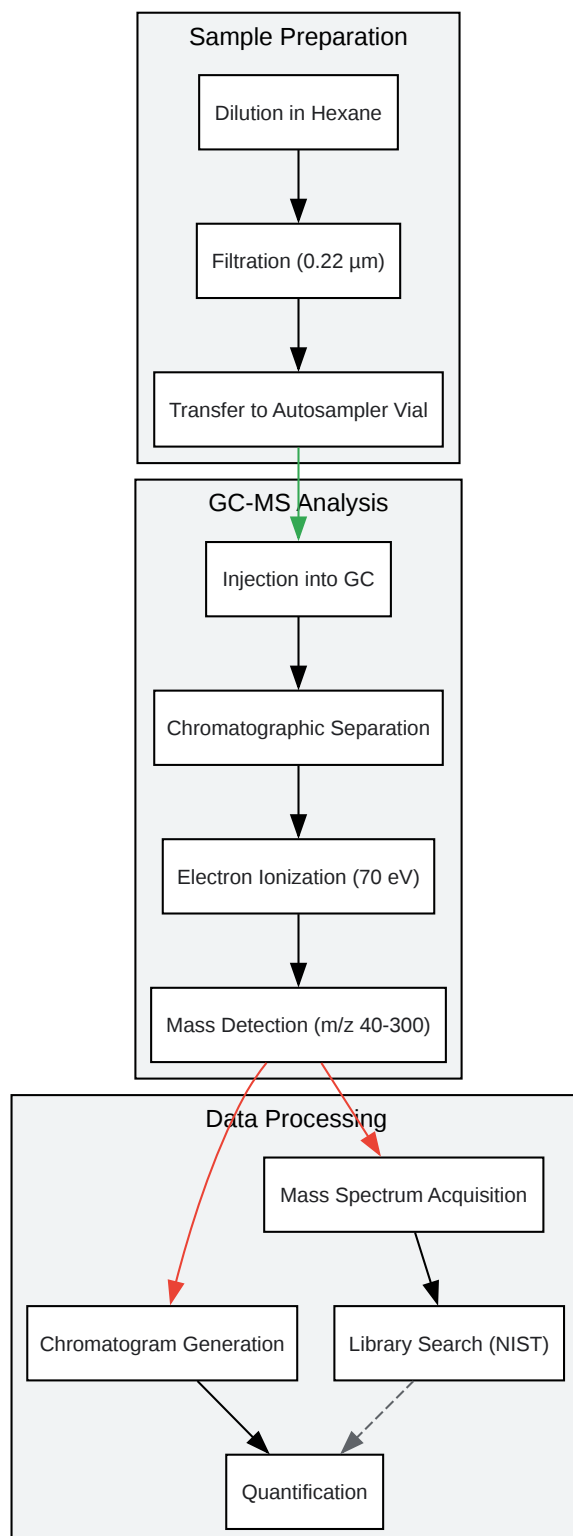 Sample Preparation
Dilution in Hexane
Filtration (0.22 µm)
Transfer to Autosampler Vial
GC-MS Analysis
Injection into GC
Chromatographic Separation
Electron Ionization (70 eV)
Mass Detection (m/z 40-300)
Data Processing
Mass Spectrum Acquisition
Chromatogram Generation
Library Search (NIST)
Quantification